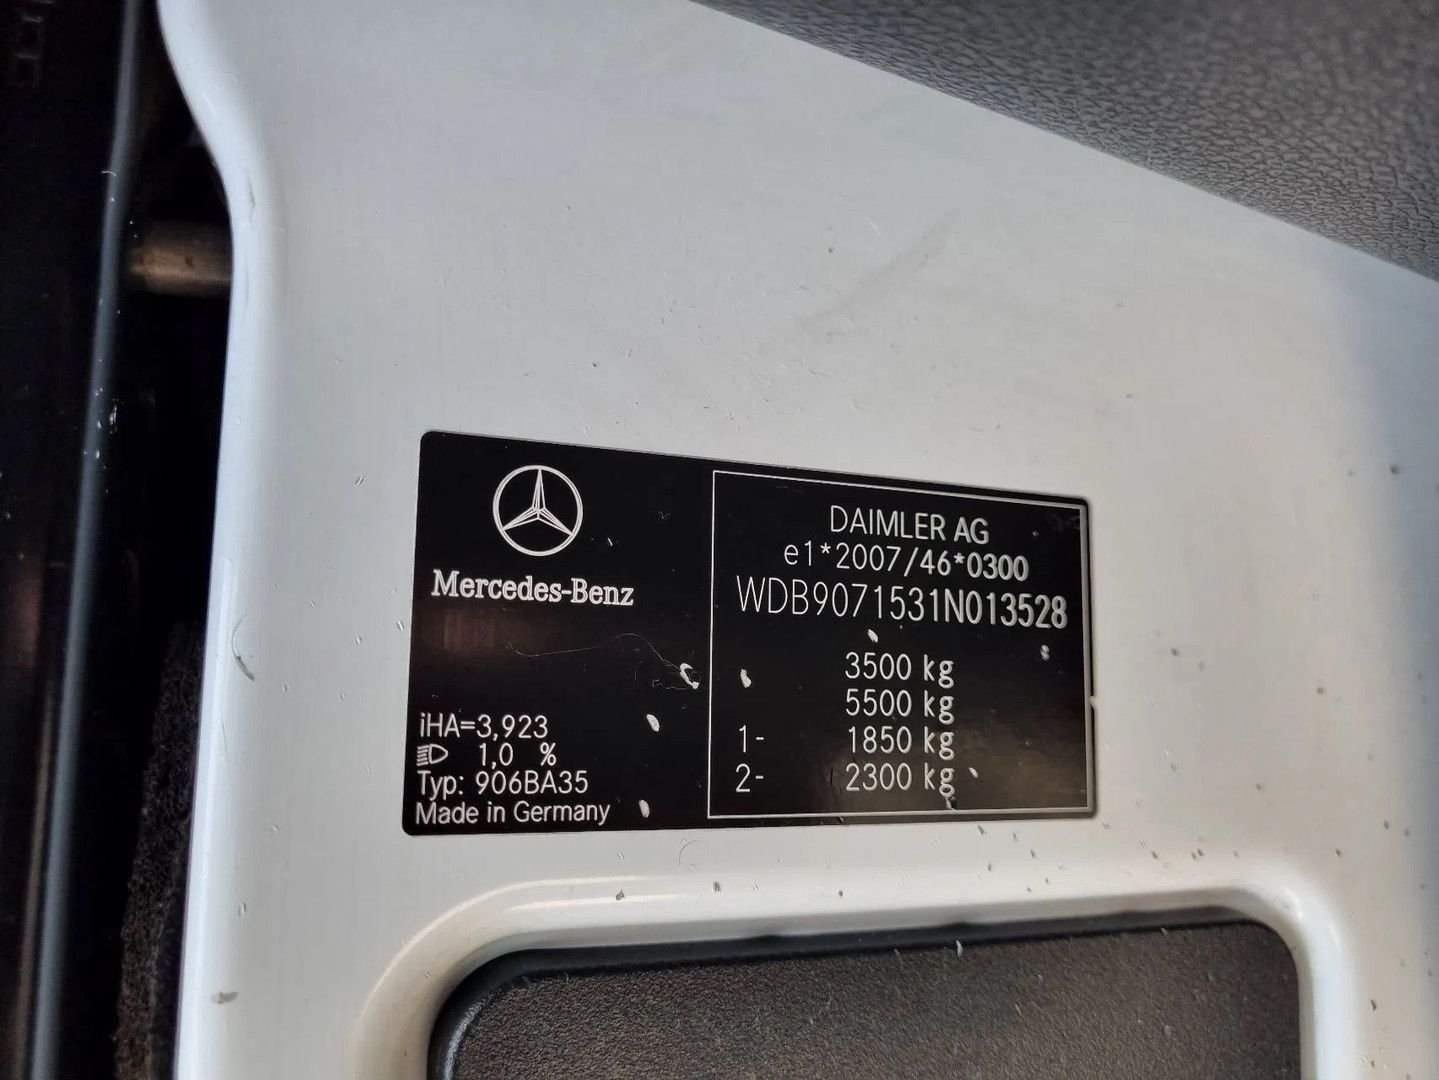 Mercedes-Benz
iHA=3,923
1,0 %
Typ: 906BA35
Made in Germany
DAIMLER AG
e1*2007/46*0300
WDB9071531N013528
3500 kg
5500 kg
1- 1850 kg
2- 2300 kg